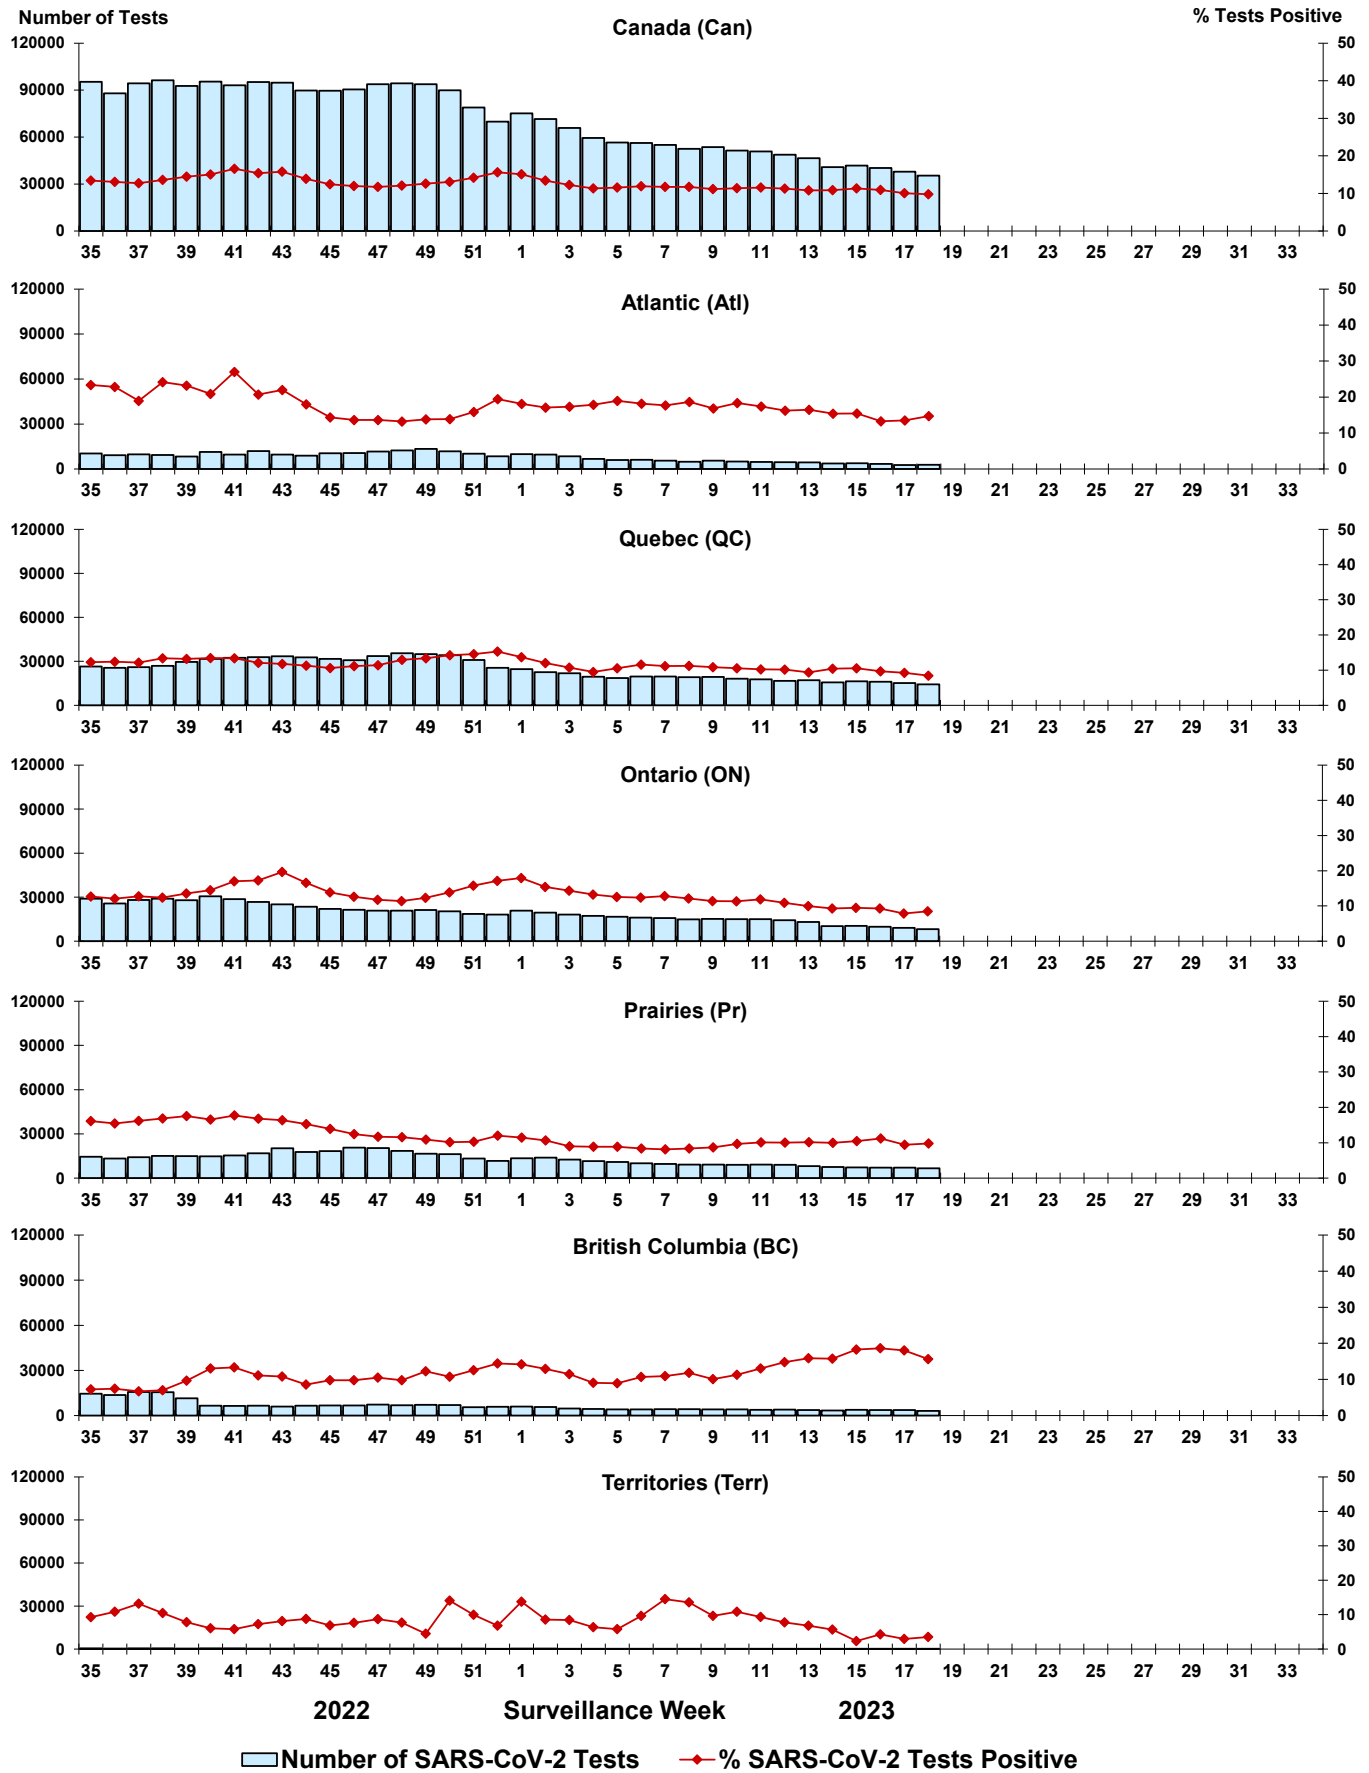 Number of Tests
% Tests Positive
Canada (Can)
120000 50
90000 40
60000 30
30000 20
0 10
0
35 37 39 41 43 45 47 49 51 1 3 5 7 9 11 13 15 17 19 21 23 25 27 29 31 33
Atlantic (Atl)
120000 50
90000 40
60000 30
30000 20
0 10
0
35 37 39 41 43 45 47 49 51 1 3 5 7 9 11 13 15 17 19 21 23 25 27 29 31 33
Quebec (QC)
120000 50
90000 40
60000 30
30000 20
0 10
0
35 37 39 41 43 45 47 49 51 1 3 5 7 9 11 13 15 17 19 21 23 25 27 29 31 33
Ontario (ON)
120000 50
90000 40
60000 30
30000 20
0 10
0
35 37 39 41 43 45 47 49 51 1 3 5 7 9 11 13 15 17 19 21 23 25 27 29 31 33
Prairies (Pr)
120000 50
90000 40
60000 30
30000 20
0 10
0
35 37 39 41 43 45 47 49 51 1 3 5 7 9 11 13 15 17 19 21 23 25 27 29 31 33
British Columbia (BC)
120000 50
90000 40
60000 30
30000 20
0 10
0
35 37 39 41 43 45 47 49 51 1 3 5 7 9 11 13 15 17 19 21 23 25 27 29 31 33
Territories (Terr)
120000 50
90000 40
60000 30
30000 20
0 10
0
35 37 39 41 43 45 47 49 51 1 3 5 7 9 11 13 15 17 19 21 23 25 27 29 31 33
2022 Surveillance Week 2023
Number of SARS-CoV-2 Tests % SARS-CoV-2 Tests Positive